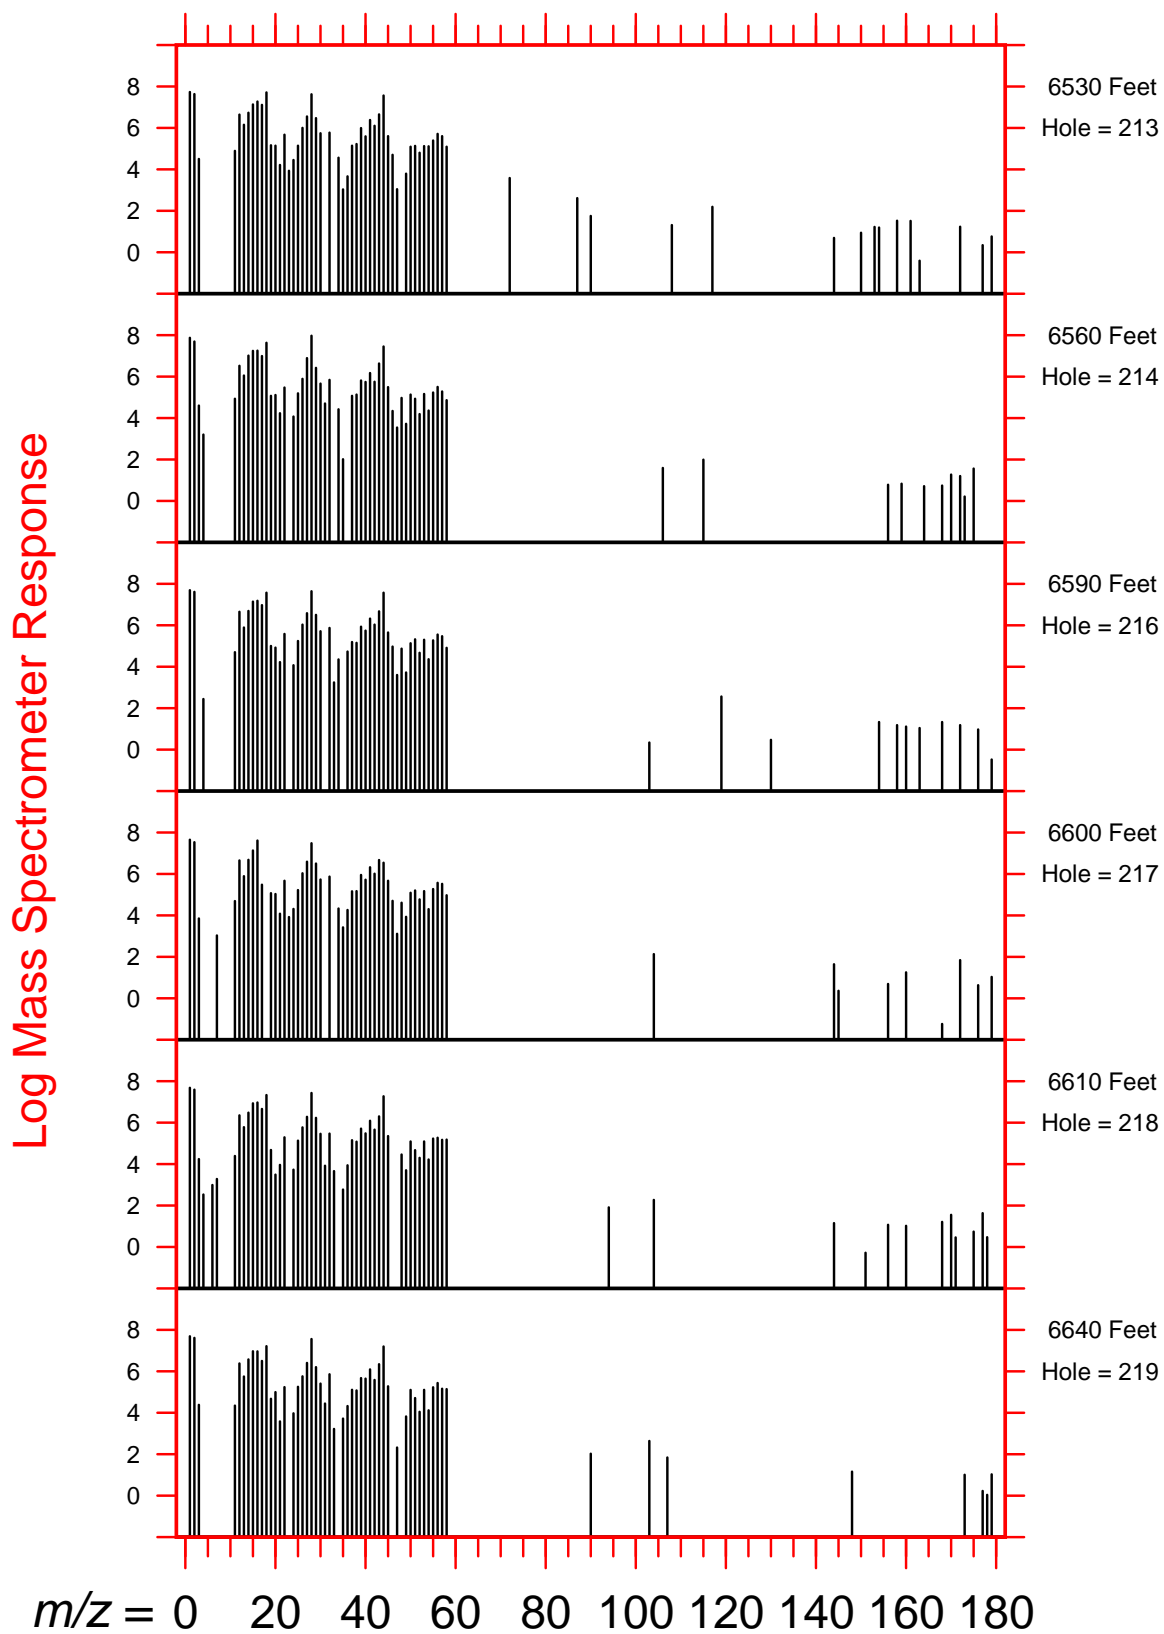 8
6
4
2
0
6530 Feet
Hole = 213
8
6
4
2
0
6560 Feet
Hole = 214
8
6
4
2
0
6590 Feet
Hole = 216
8
6
4
2
0
6600 Feet
Hole = 217
8
6
4
2
0
6610 Feet
Hole = 218
8
6
4
2
0
6640 Feet
Hole = 219
Log Mass Spectrometer Response
m/z = 0 20 40 60 80 100 120 140 160 180